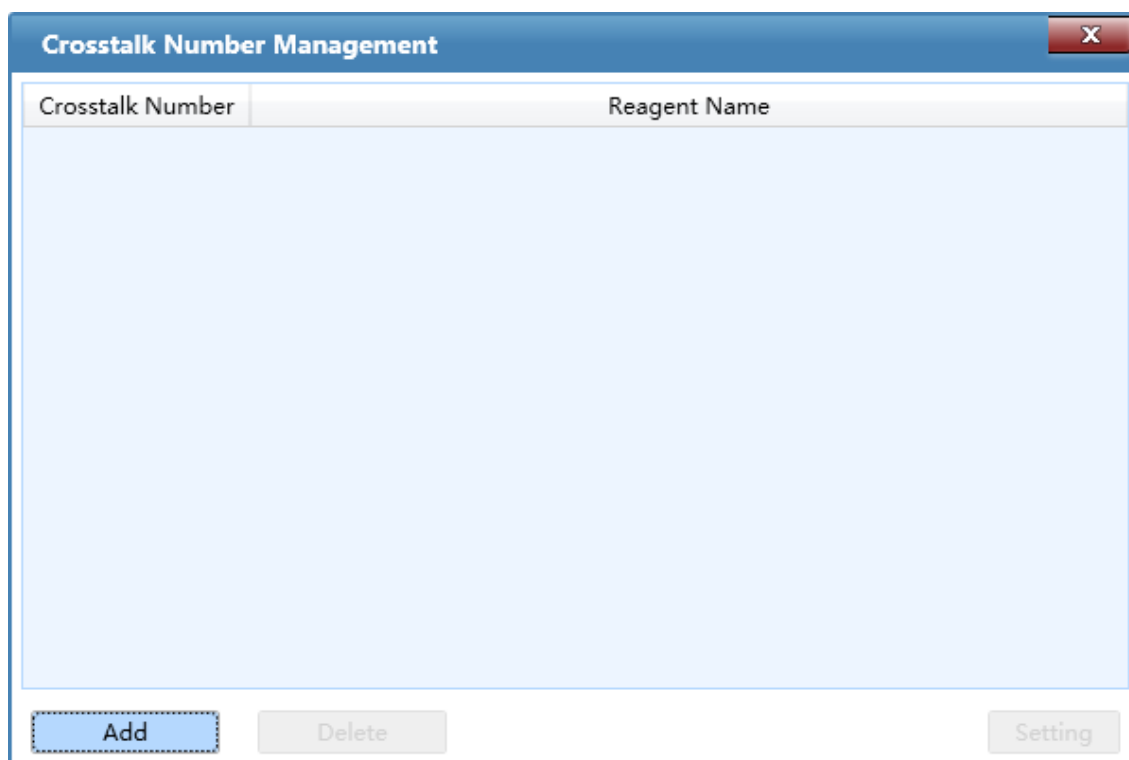 Crosstalk Number Management
x
Crosstalk Number Reagent Name
Add Delete Setting